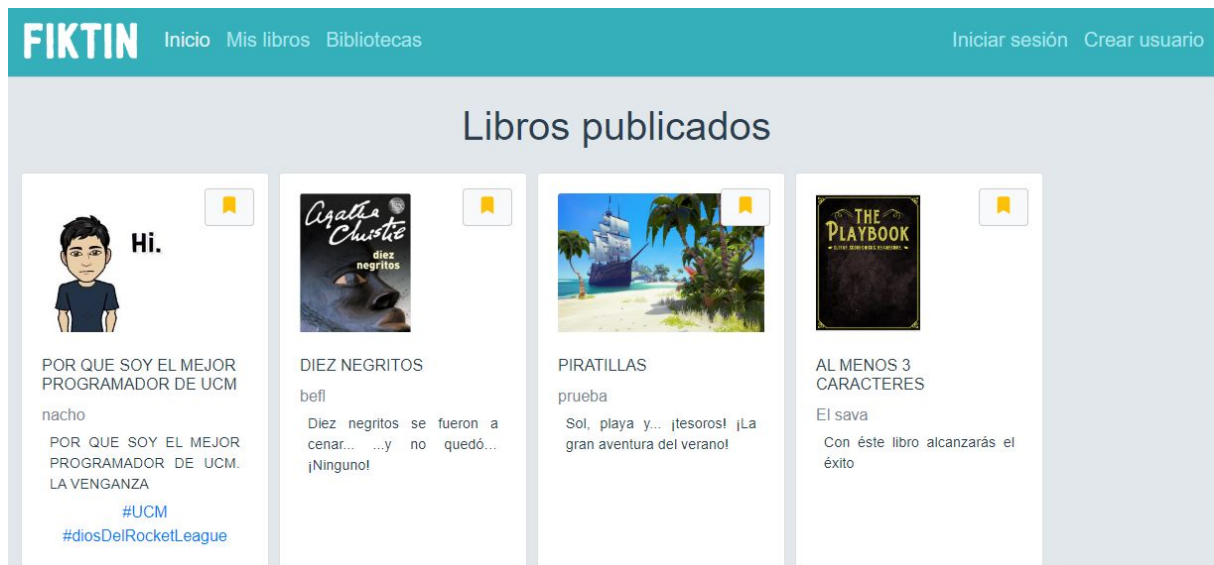 FIKTIN Inicio Mis libros Bibliotecas Iniciar sesión Crear usuario
Libros publicados
Hi.
POR QUE SOY EL MEJOR
PROGRAMADOR DE UCM
nacho
POR QUE SOY EL MEJOR
PROGRAMADOR DE UCM.
LA VENGANZA
#UCM
#diosDelRocketLeague
Agatha
Christie
diez
negritos
DIEZ NEGRITOS
befl
Diez negritos se fueron a
cenar... ...y no quedó...
¡Ninguno!
PIRATILLAS
prueba
Sol, playa y... ¡tesoros! ¡La
gran aventura del verano!
THE
PLAYBOOK
AL MENOS 3
CARACTERES
El sava
Con éste libro alcanzarás el
éxito